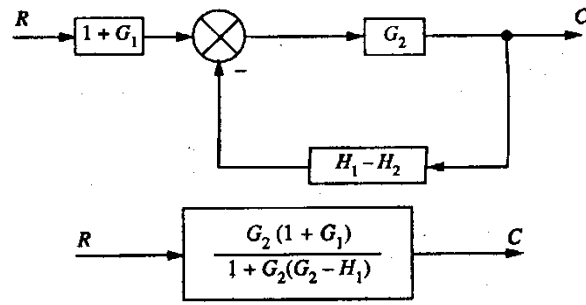 R
1 + G₁
−
G₂
C
H₁ − H₂
R
G₂ (1 + G₁)
1 + G₂(G₂ − H₁)
C